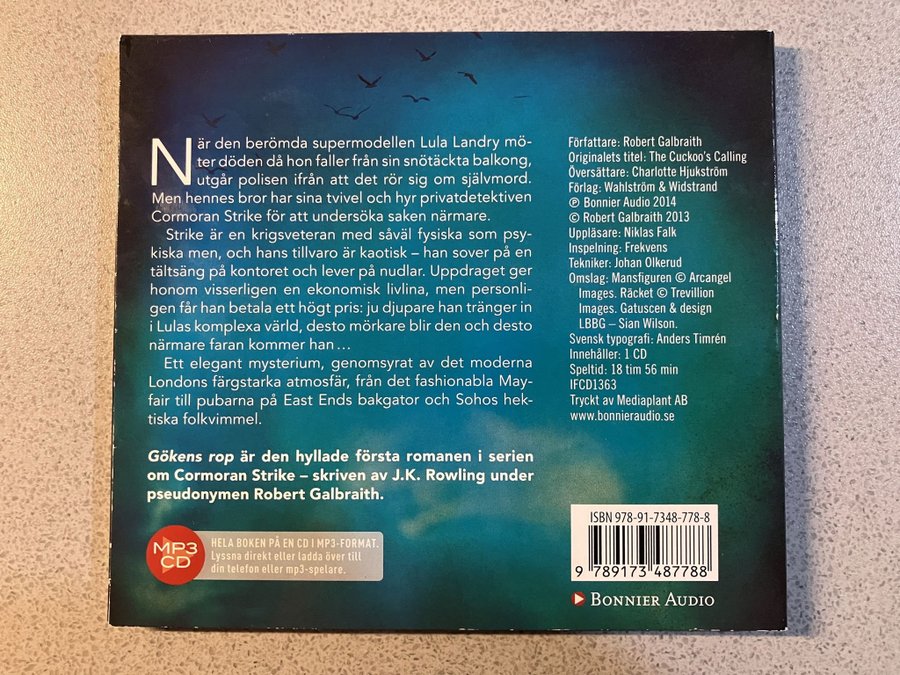 När den berömda supermodellen Lula Landry mö-
ter döden då hon faller från sin snötäckta balkong,
utgår polisen ifrån att det rör sig om självmord.
Men hennes bror har sina tvivel och hyr privatdetektiven
Cormoran Strike för att undersöka saken närmare.
Strike är en krigsveteran med såväl fysiska som psy-
kiska men, och hans tillvaro är kaotisk – han sover på en
tältsäng på kontoret och lever på nudlar. Uppdraget ger
honom visserligen en ekonomisk livlina, men personli-
gen får han betala ett högt pris: ju djupare han tränger in
i Lulas komplexa värld, desto mörkare blir den och desto
närmare faran kommer han ...
Ett elegant mysterium, genomsyrat av det moderna
Londons färgstarka atmosfär, från det fashionabla May-
fair till pubarna på East Ends bakgator och Sohos hek-
tiska folkvimmel.
Gökens rop är den hyllade första romanen i serien
om Cormoran Strike – skriven av J.K. Rowling under
pseudonymen Robert Galbraith.
MP3
CD
HELA BOKEN PÅ EN CD I MP3-FORMAT.
Lyssna direkt eller ladda över till
din telefon eller mp3-spelare.
Författare: Robert Galbraith
Originalets titel: The Cuckoo's Calling
Översättare: Charlotte Hjukström
Förlag: Wahlström & Widstrand
℗ Bonnier Audio 2014
© Robert Galbraith 2013
Uppläsare: Niklas Falk
Inspelning: Frekvens
Tekniker: Johan Olkerud
Omslag: Mansfiguren © Arcangel
Images. Räcket © Trevillion
Images. Gatuscen & design
LBBG – Sian Wilson.
Svensk typografi: Anders Timrén
Innehåller: 1 CD
Speltid: 18 tim 56 min
IFCD1363
Tryckt av Mediaplant AB
www.bonnieraudio.se
ISBN 978-91-7348-778-8
9 789173 487788
BONNIER AUDIO